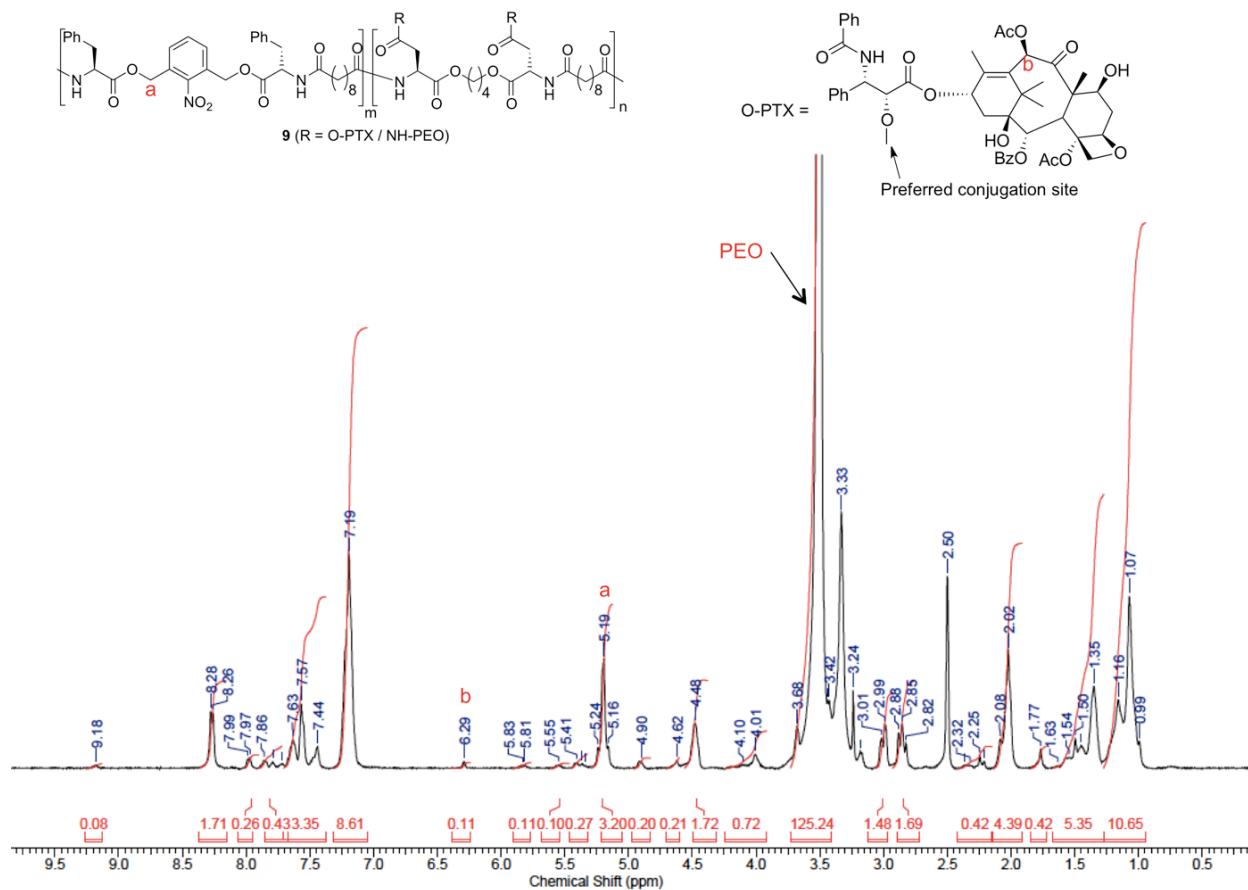 R
R
Ph
Ph
O
O
O
O
O
O
O
O
N
H
O
O
N
H
8
N
H
O
O
4
N
H
8
O
O
O
O
NO2
a
m
n
9 (R = O-PTX / NH-PEO)
Ph
O
NH
O
Ph
O
O
O-PTX =
AcO
b
O
OH
HO
BzO
AcO
O
Preferred conjugation site
PEO
a
b
9.18
8.28
8.26
7.99
7.97
7.86
7.63
7.57
7.44
7.19
6.29
5.83
5.81
5.55
5.41
5.24
5.19
5.16
4.90
4.62
4.48
4.10
4.01
3.68
3.42
3.33
3.24
3.01
2.99
2.88
2.85
2.82
2.50
2.32
2.25
2.08
2.02
1.77
1.63
1.54
1.50
1.35
1.16
1.07
0.99
0.08 1.71 0.26 0.43 3.35 8.61 0.11 0.11 0.10 0.27 3.20 0.20 0.21 1.72 0.72 125.24 1.48 1.69 0.42 4.39 0.42 5.35 10.65
9.5 9.0 8.5 8.0 7.5 7.0 6.5 6.0 5.5 5.0 4.5 4.0 3.5 3.0 2.5 2.0 1.5 1.0 0.5
Chemical Shift (ppm)